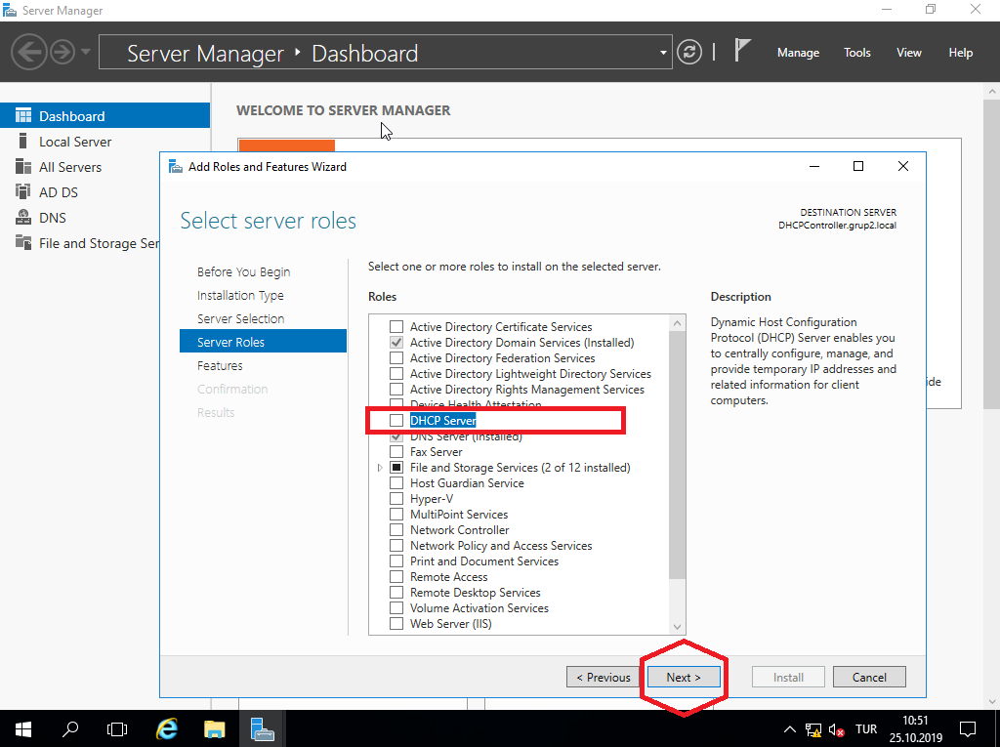 Server Manager
Server Manager ‣ Dashboard
Manage Tools View Help
Dashboard
Local Server
All Servers
AD DS
DNS
File and Storage Ser
WELCOME TO SERVER MANAGER
Add Roles and Features Wizard
Select server roles
DESTINATION SERVER
DHCPController.grup2.local
Before You Begin
Installation Type
Server Selection
Server Roles
Features
Confirmation
Results
Select one or more roles to install on the selected server.
Roles
Active Directory Certificate Services
Active Directory Domain Services (Installed)
Active Directory Federation Services
Active Directory Lightweight Directory Services
Active Directory Rights Management Services
Device Health Attestation
DHCP Server
DNS Server (Installed)
Fax Server
File and Storage Services (2 of 12 installed)
Host Guardian Service
Hyper-V
MultiPoint Services
Network Controller
Network Policy and Access Services
Print and Document Services
Remote Access
Remote Desktop Services
Volume Activation Services
Web Server (IIS)
Description
Dynamic Host Configuration
Protocol (DHCP) Server enables you
to centrally configure, manage, and
provide temporary IP addresses and
related information for client
computers.
ide
< Previous Next > Install Cancel
TUR
10:51
25.10.2019